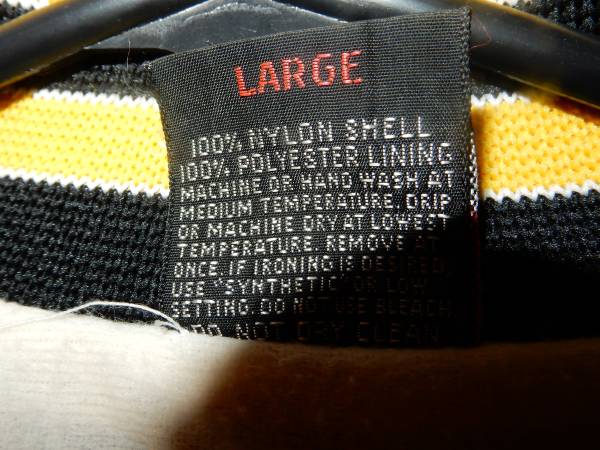 LARGE
100% NYLON SHELL
100% POLYESTER LINING
MACHINE OR HAND WASH AT
MEDIUM TEMPERATURE DRIP
OR MACHINE DRY AT LOWEST
TEMPERATURE REMOVE AT
ONCE IF IRONING IS DESIRED,
USE "SYNTHETIC" OR LOW
SETTING. DO NOT USE BLEACH.
DO NOT DRY CLEAN